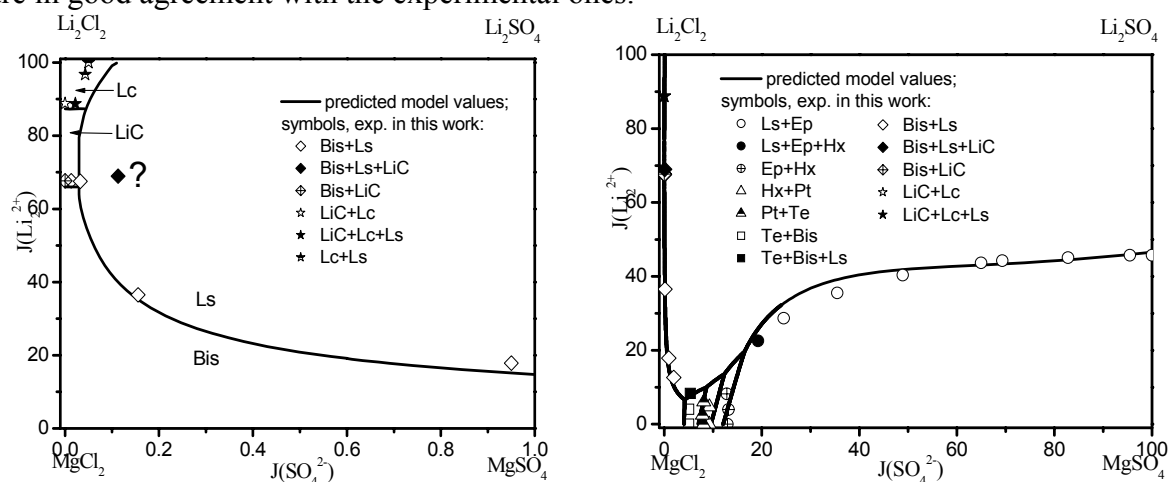 are in good agreement with the experimental ones.
Li2Cl2
Li2SO4
100
80
60
40
20
0
J(Li2^2+)
Lc
LiC
?
Ls
Bis
predicted model values;
symbols, exp. in this work:
Bis+Ls
Bis+Ls+LiC
Bis+LiC
LiC+Lc
LiC+Lc+Ls
Lc+Ls
0.0
0.2
0.4
0.6
0.8
1.0
MgCl2
J(SO4^2-)
MgSO4
Li2Cl2
Li2SO4
100
80
60
40
20
0
J(Li2^2+)
predicted model values;
symbols, exp. in this work:
Ls+Ep
Ls+Ep+Hx
Ep+Hx
Hx+Pt
Pt+Te
Te+Bis
Te+Bis+Ls
Bis+Ls
Bis+Ls+LiC
Bis+LiC
LiC+Lc
LiC+Lc+Ls
0
20
40
60
80
100
MgCl2
J(SO4^2-)
MgSO4